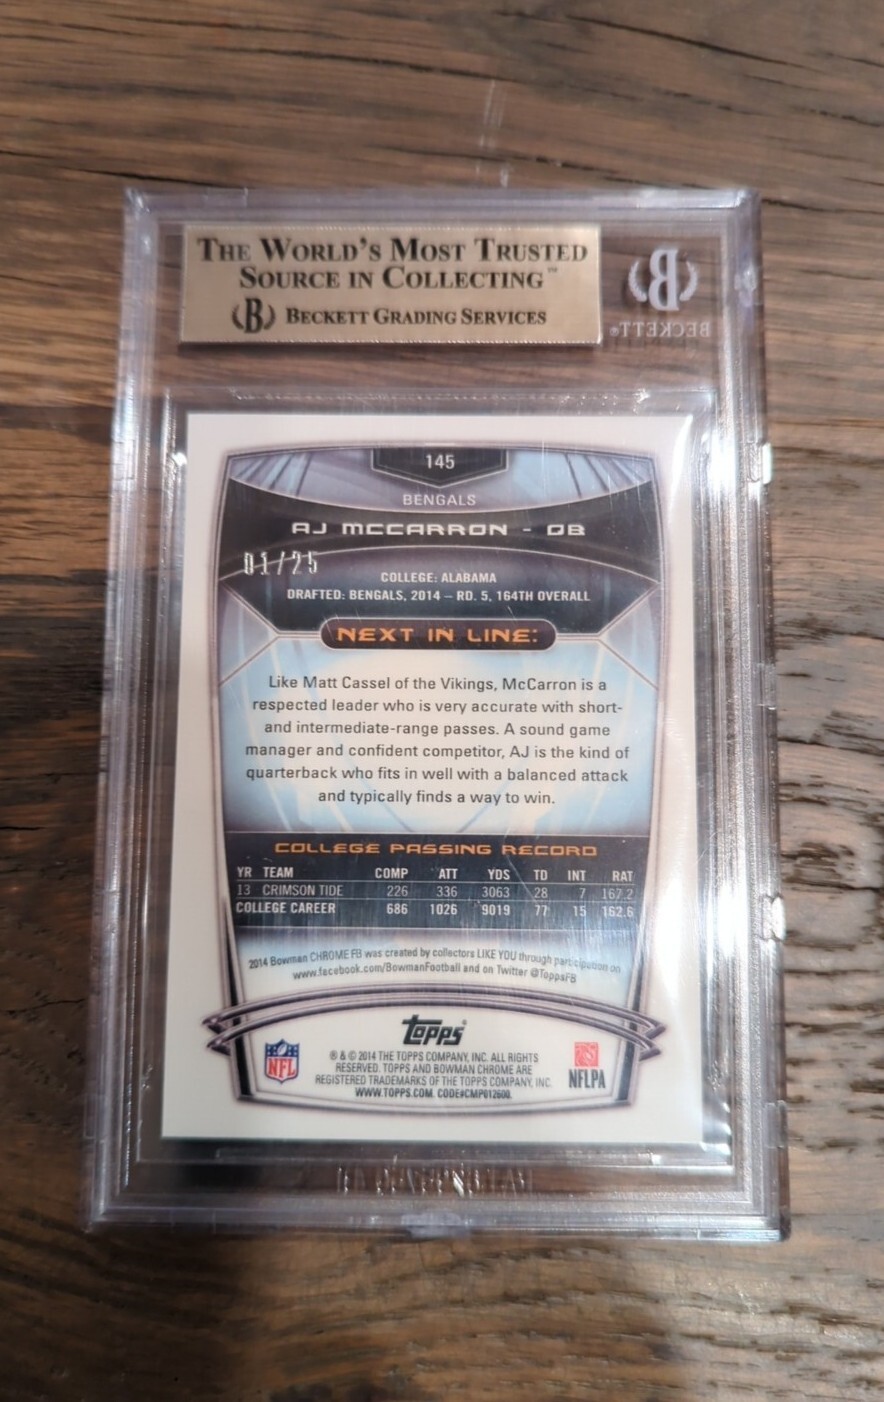 THE WORLD'S MOST TRUSTED
SOURCE IN COLLECTING™
B BECKETT GRADING SERVICES
B
BECKETT®
145
BENGALS
AJ MCCARRON - QB
01/25
COLLEGE: ALABAMA
DRAFTED: BENGALS, 2014 – RD. 5, 164TH OVERALL
NEXT IN LINE:
Like Matt Cassel of the Vikings, McCarron is a
respected leader who is very accurate with short-
and intermediate-range passes. A sound game
manager and confident competitor, AJ is the kind of
quarterback who fits in well with a balanced attack
and typically finds a way to win.
COLLEGE PASSING RECORD
YR TEAM COMP ATT YDS TD INT RAT
13 CRIMSON TIDE 226 336 3063 28 7 167.2
COLLEGE CAREER 686 1026 9019 77 15 162.6
2014 Bowman CHROME FB was created by collectors LIKE YOU through participation on
www.facebook.com/BowmanFootball and on Twitter @ToppsFB
topps®
NFL
® & © 2014 THE TOPPS COMPANY, INC. ALL RIGHTS
RESERVED. TOPPS AND BOWMAN CHROME ARE
REGISTERED TRADEMARKS OF THE TOPPS COMPANY, INC.
WWW.TOPPS.COM. CODE#CMP012600.
NFLPA